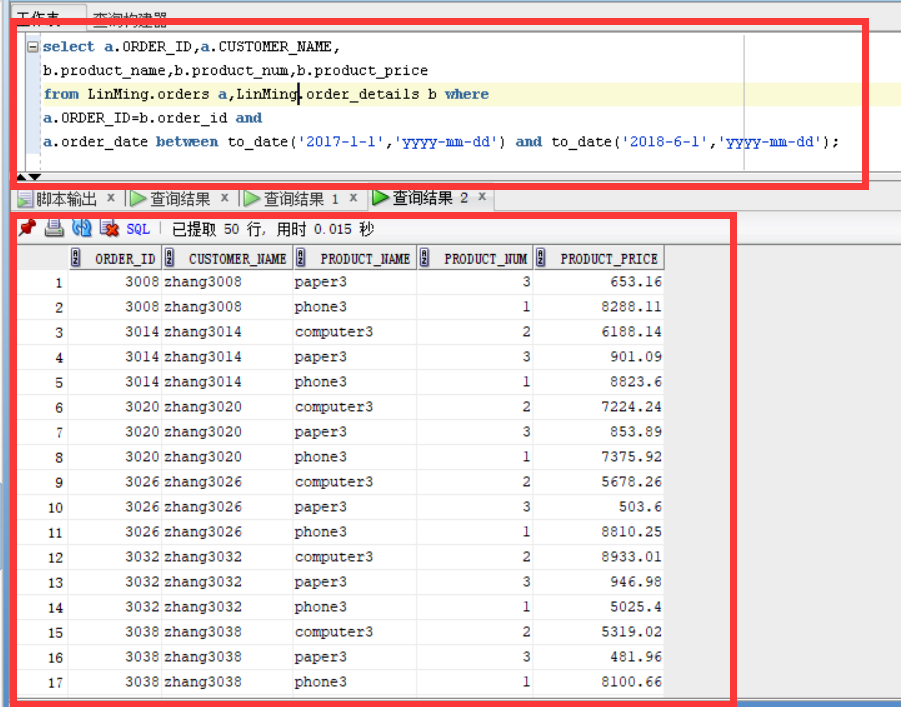 工作表 查询构建器
select a.ORDER_ID,a.CUSTOMER_NAME,
b.product_name,b.product_num,b.product_price
from LinMing.orders a,LinMing.order_details b where
a.ORDER_ID=b.order_id and
a.order_date between to_date('2017-1-1','yyyy-mm-dd') and to_date('2018-6-1','yyyy-mm-dd');
脚本输出 × 查询结果 × 查询结果 1 × 查询结果 2 ×
SQL | 已提取 50 行, 用时 0.015 秒
ORDER_ID CUSTOMER_NAME PRODUCT_NAME PRODUCT_NUM PRODUCT_PRICE
1 3008 zhang3008 paper3 3 653.16
2 3008 zhang3008 phone3 1 8288.11
3 3014 zhang3014 computer3 2 6188.14
4 3014 zhang3014 paper3 3 901.09
5 3014 zhang3014 phone3 1 8823.6
6 3020 zhang3020 computer3 2 7224.24
7 3020 zhang3020 paper3 3 853.89
8 3020 zhang3020 phone3 1 7375.92
9 3026 zhang3026 computer3 2 5678.26
10 3026 zhang3026 paper3 3 503.6
11 3026 zhang3026 phone3 1 8810.25
12 3032 zhang3032 computer3 2 8933.01
13 3032 zhang3032 paper3 3 946.98
14 3032 zhang3032 phone3 1 5025.4
15 3038 zhang3038 computer3 2 5319.02
16 3038 zhang3038 paper3 3 481.96
17 3038 zhang3038 phone3 1 8100.66